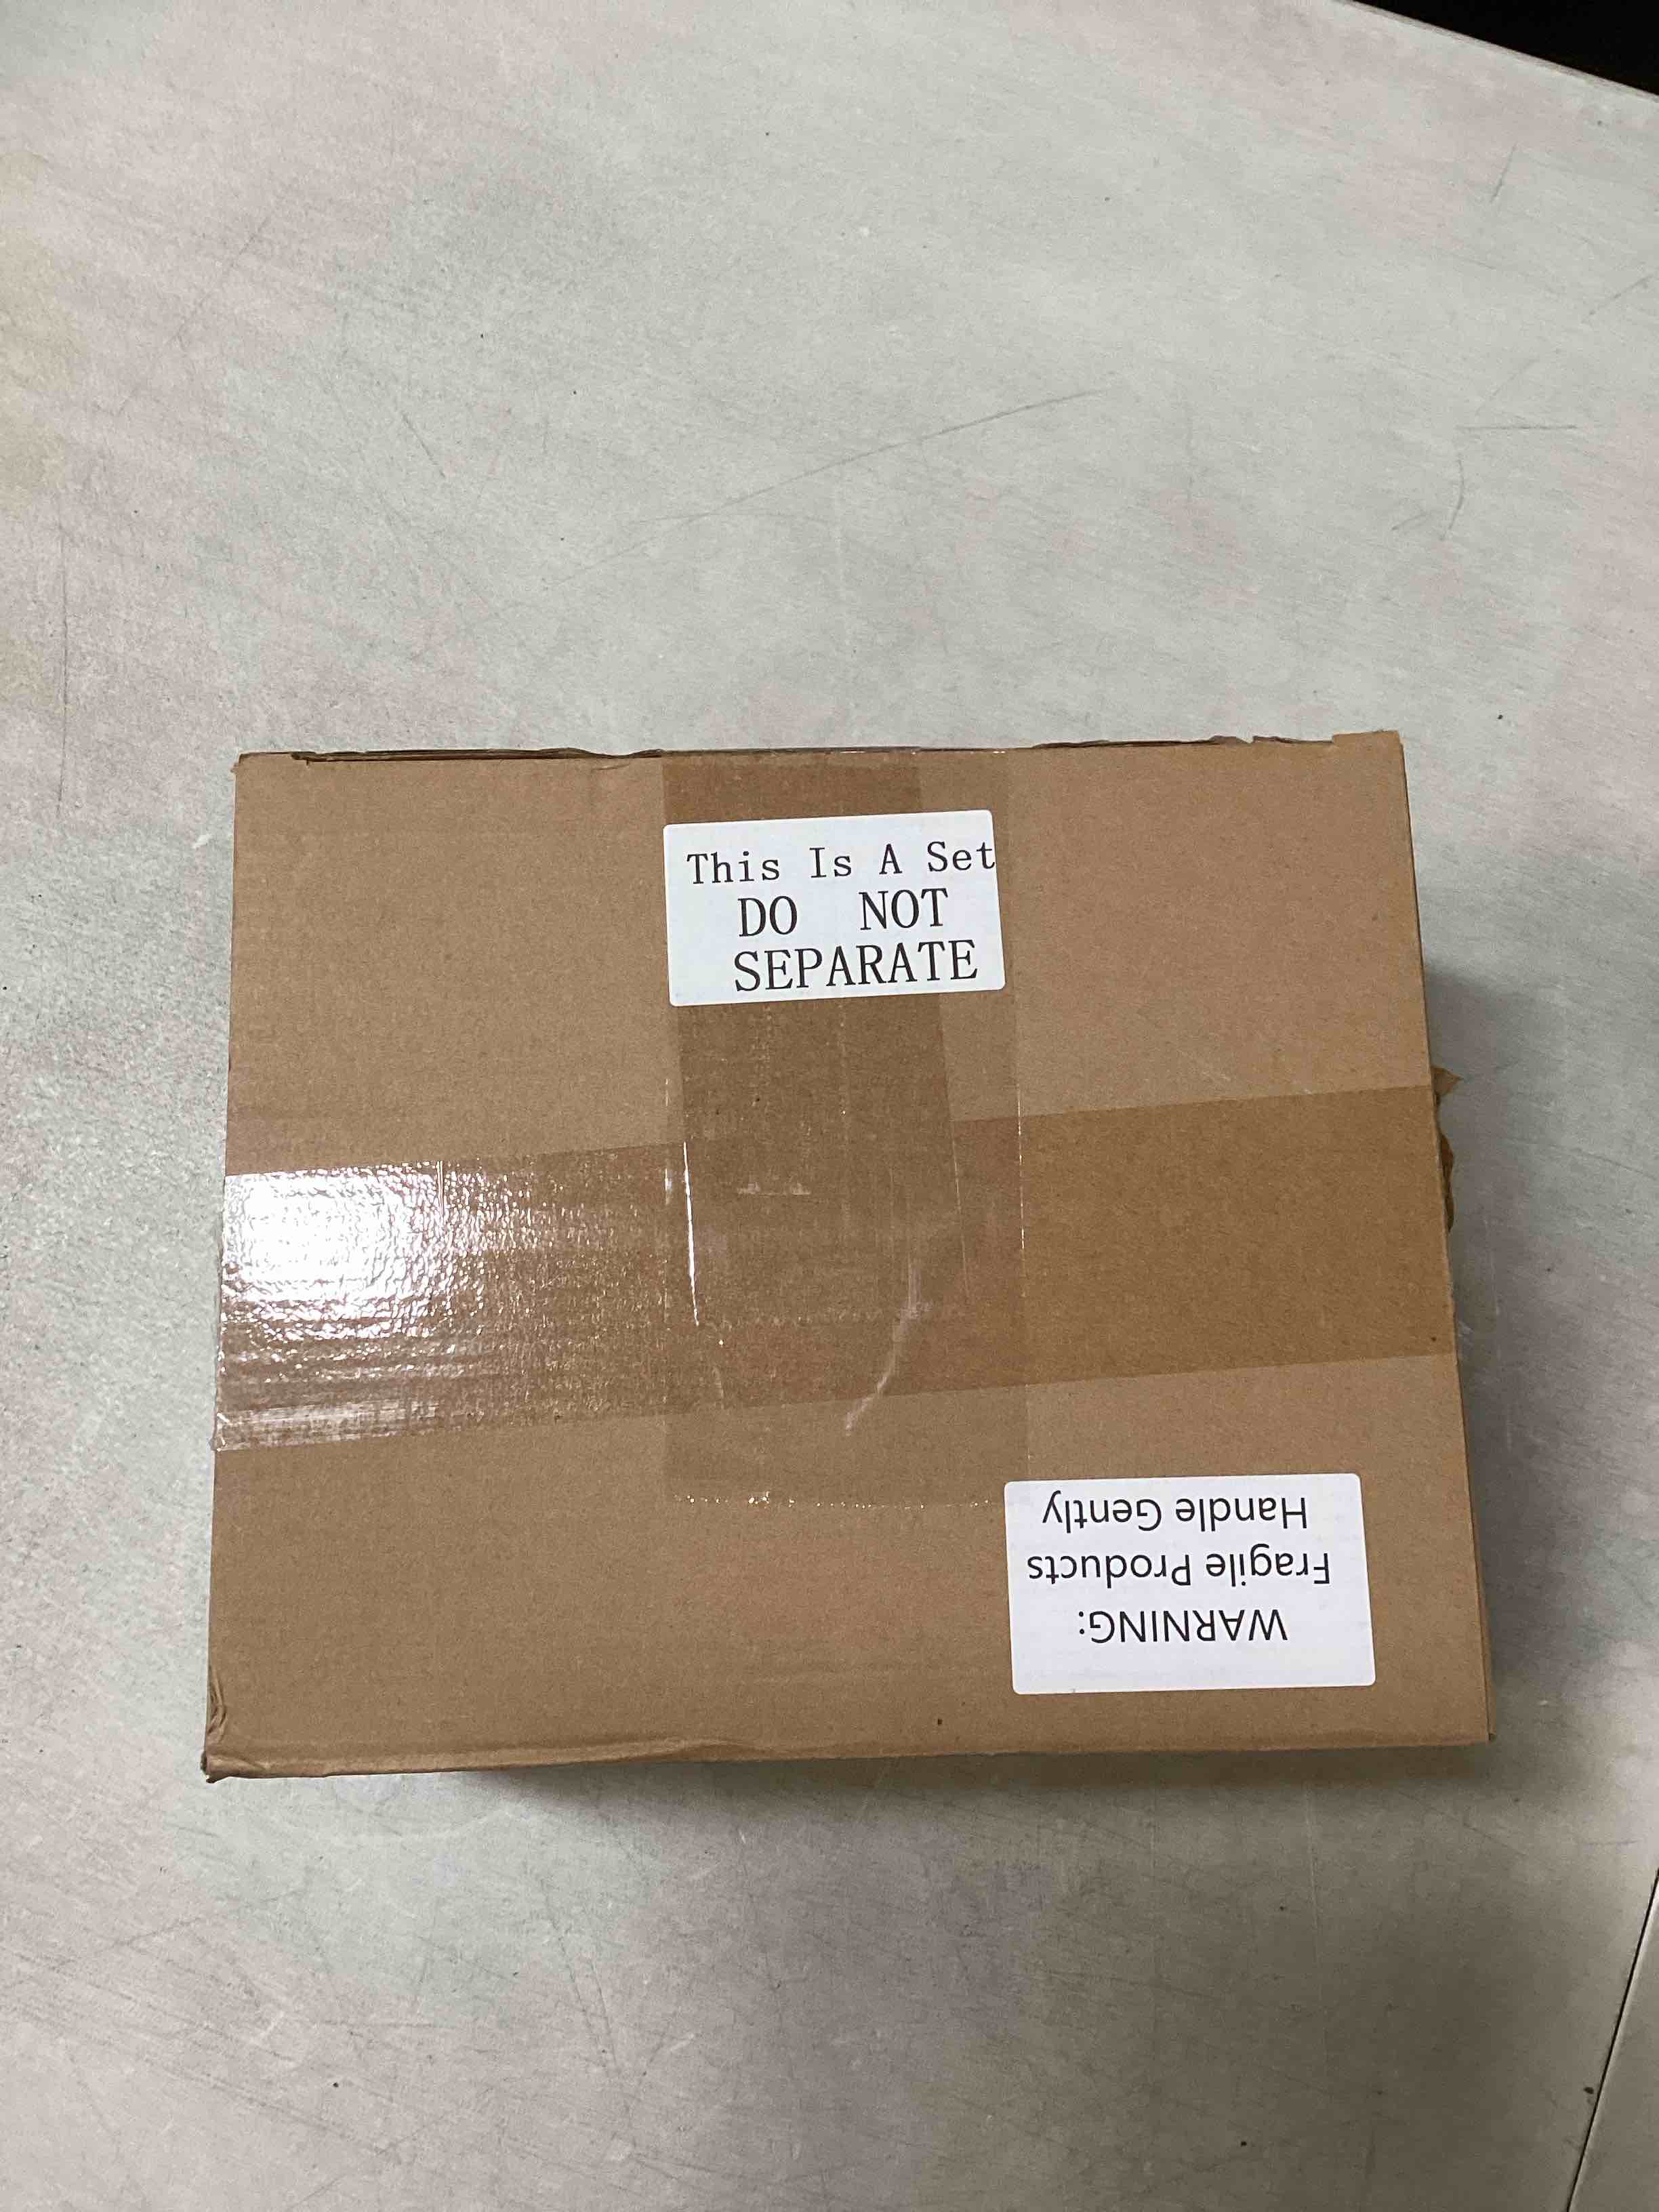 This Is A Set
DO NOT
SEPARATE
WARNING:
Fragile Products
Handle Gently